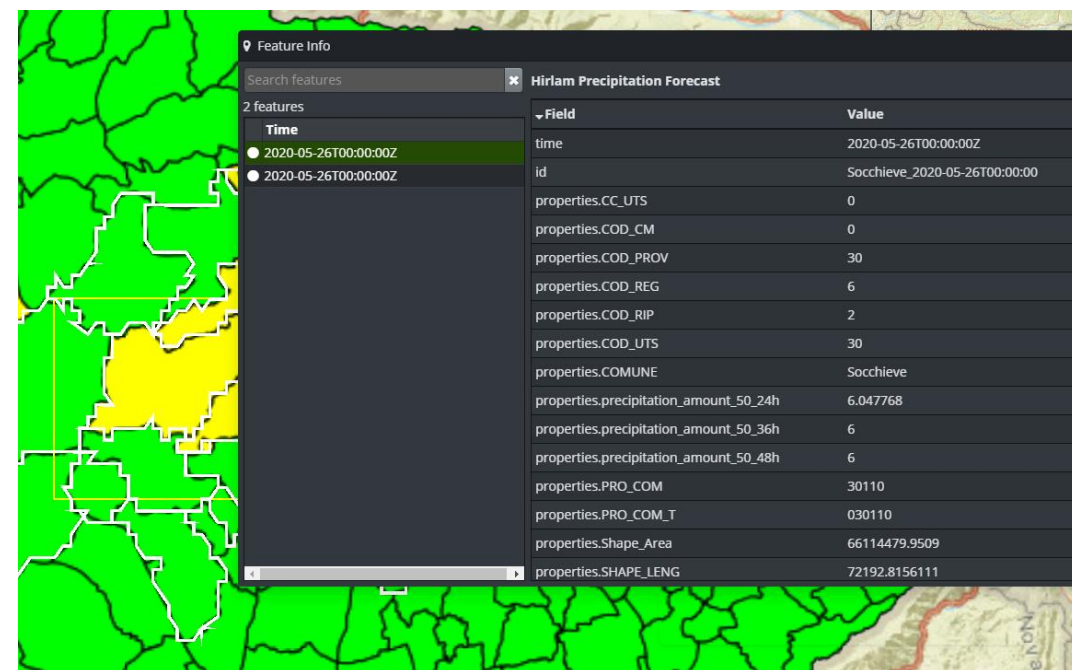 Feature Info
Search features
2 features
Time
2020-05-26T00:00:00Z
2020-05-26T00:00:00Z
Hirlam Precipitation Forecast
Field Value
time 2020-05-26T00:00:00Z
id Socchieve_2020-05-26T00:00:00
properties.CC_UTS 0
properties.COD_CM 0
properties.COD_PROV 30
properties.COD_REG 6
properties.COD_RIP 2
properties.COD_UTS 30
properties.COMUNE Socchieve
properties.precipitation_amount_50_24h 6.047768
properties.precipitation_amount_50_36h 6
properties.precipitation_amount_50_48h 6
properties.PRO_COM 30110
properties.PRO_COM_T 030110
properties.Shape_Area 66114479.9509
properties.SHAPE_LENG 72192.8156111
Nova